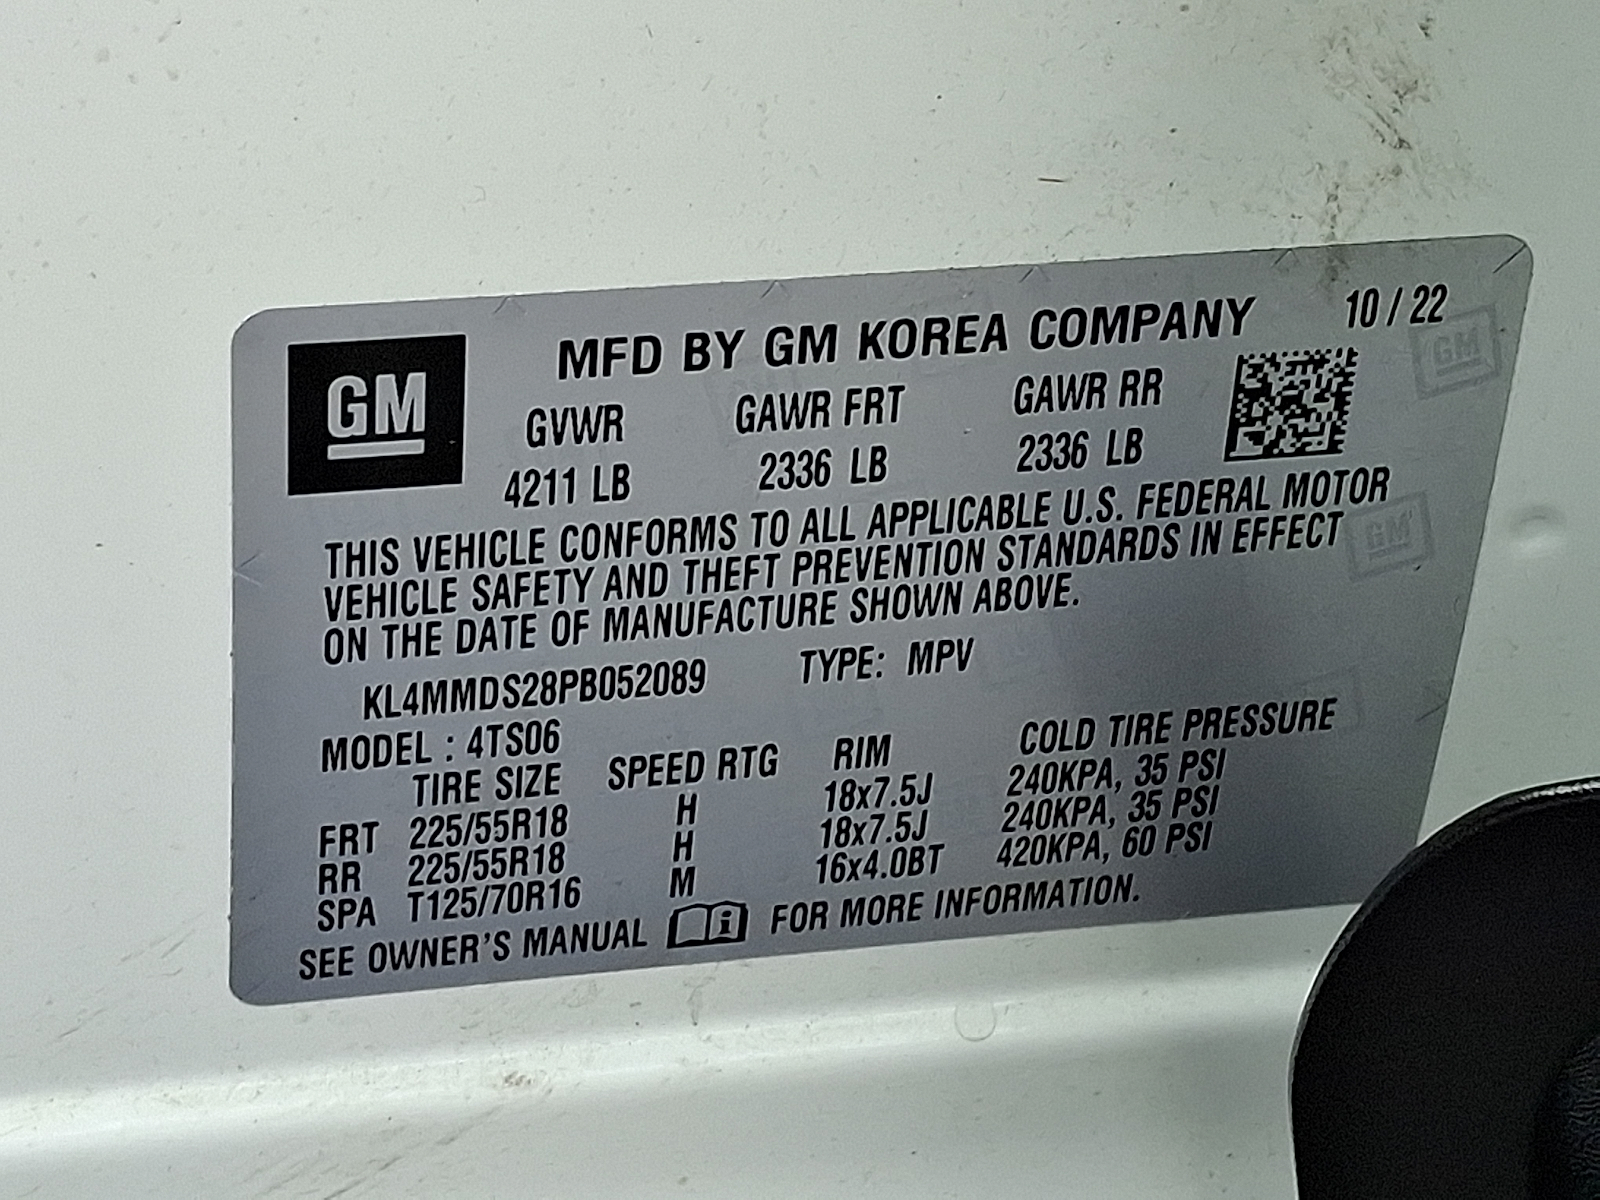 MFD BY GM KOREA COMPANY 10 / 22
GM
GVWR GAWR FRT GAWR RR
4211 LB 2336 LB 2336 LB
THIS VEHICLE CONFORMS TO ALL APPLICABLE U.S. FEDERAL MOTOR
VEHICLE SAFETY AND THEFT PREVENTION STANDARDS IN EFFECT
ON THE DATE OF MANUFACTURE SHOWN ABOVE.
KL4MMDS28PB052089 TYPE: MPV
MODEL : 4TS06
TIRE SIZE SPEED RTG RIM COLD TIRE PRESSURE
FRT 225/55R18 H 18x7.5J 240KPA, 35 PSI
RR 225/55R18 H 18x7.5J 240KPA, 35 PSI
SPA T125/70R16 M 16x4.0BT 420KPA, 60 PSI
SEE OWNER'S MANUAL i FOR MORE INFORMATION.
GM
GM